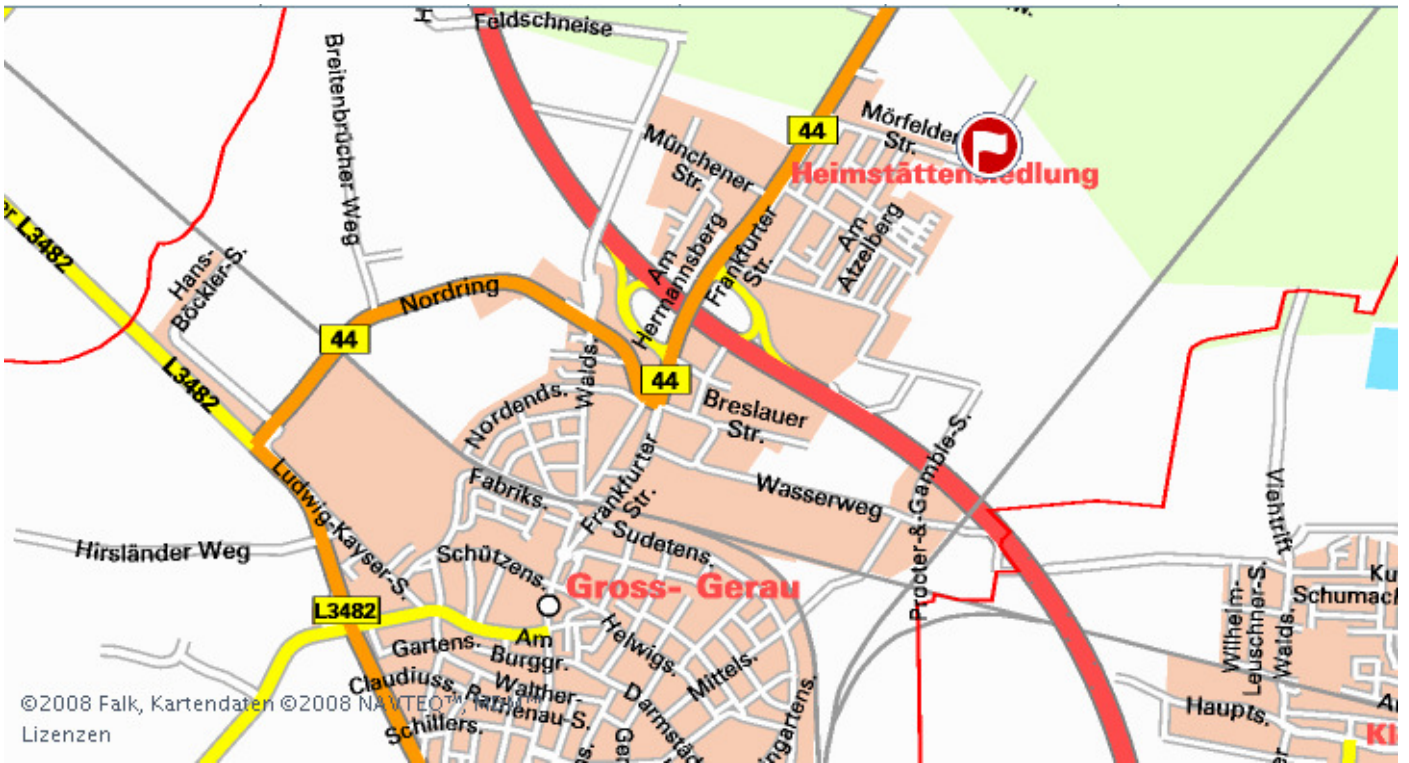 Feldschneise
Breitenbrücher Weg
Mörfelder
Str.
44
Münchener
Str.
Heimstättensiedlung
L3482
Hans-
Böckler-S.
Am
Hermannsberg
Frankfurter
Str.
Am
Atzelberg
Nordring
44
44
L3482
Walds.
Nordends.
Breslauer
Str.
Fabriks.
Frankfurter
Str.
Wasserweg
Procter-&-Gamble-S.
Viehtrift
Ludwig-Kayser-S.
Hirsländer Weg
Sudetens.
Schützens.
Gross- Gerau
L3482
Wilhelm-
Leuschner-S.
Walds.
Am
Burggr.
Gartens.
Helwigs.
Mittels.
Claudiuss.
Walther-
Rathenau-S.
Schillers.
Haupts.
©2008 Falk, Kartendaten ©2008 NAVTEQ™,
Lizenzen